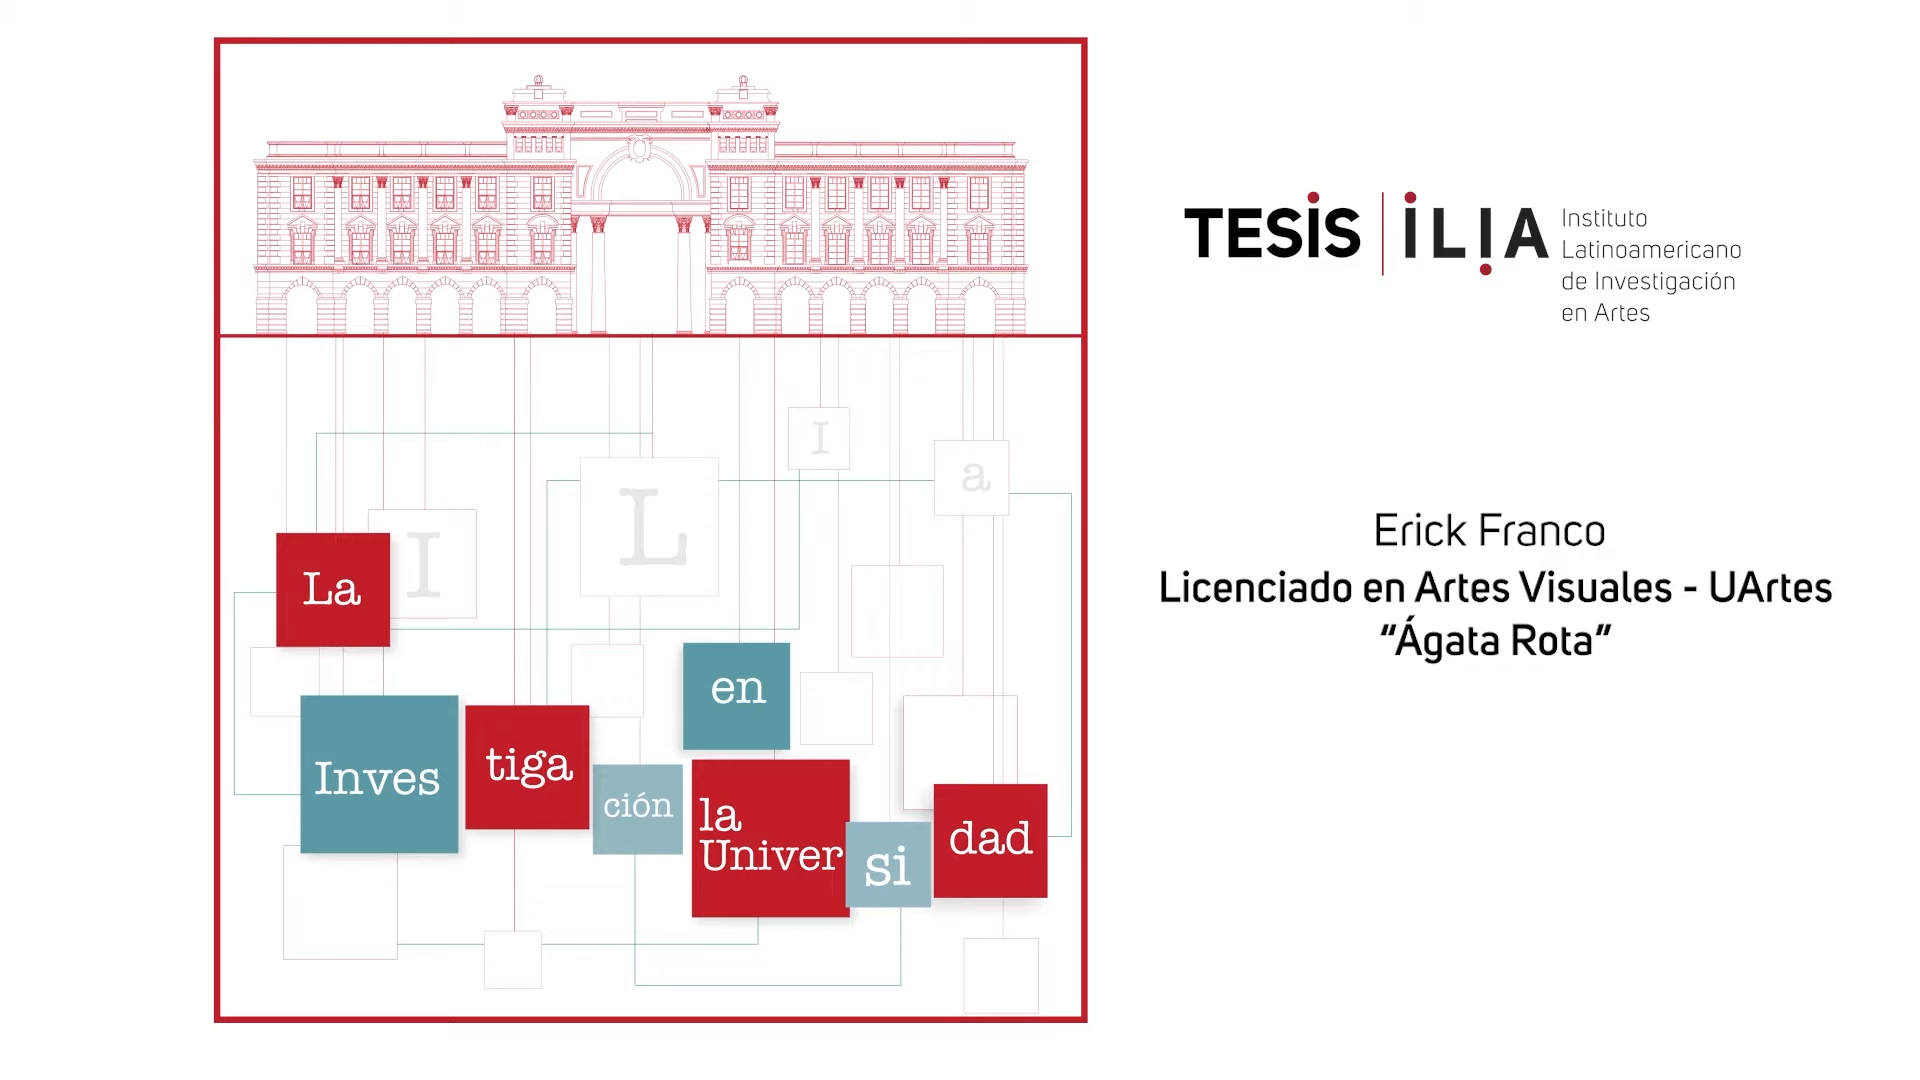 I
a
L
I
La
Inves
tiga
ción
en
la
Univer
si
dad
TESIS
ILIA
Instituto
Latinoamericano
de Investigación
en Artes
Erick Franco
Licenciado en Artes Visuales - UArtes
“Ágata Rota”